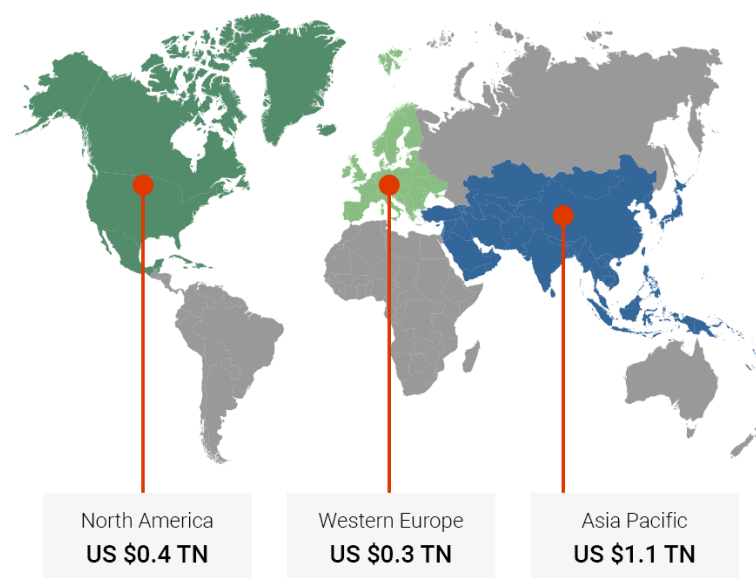 North America
US $0.4 TN
Western Europe
US $0.3 TN
Asia Pacific
US $1.1 TN